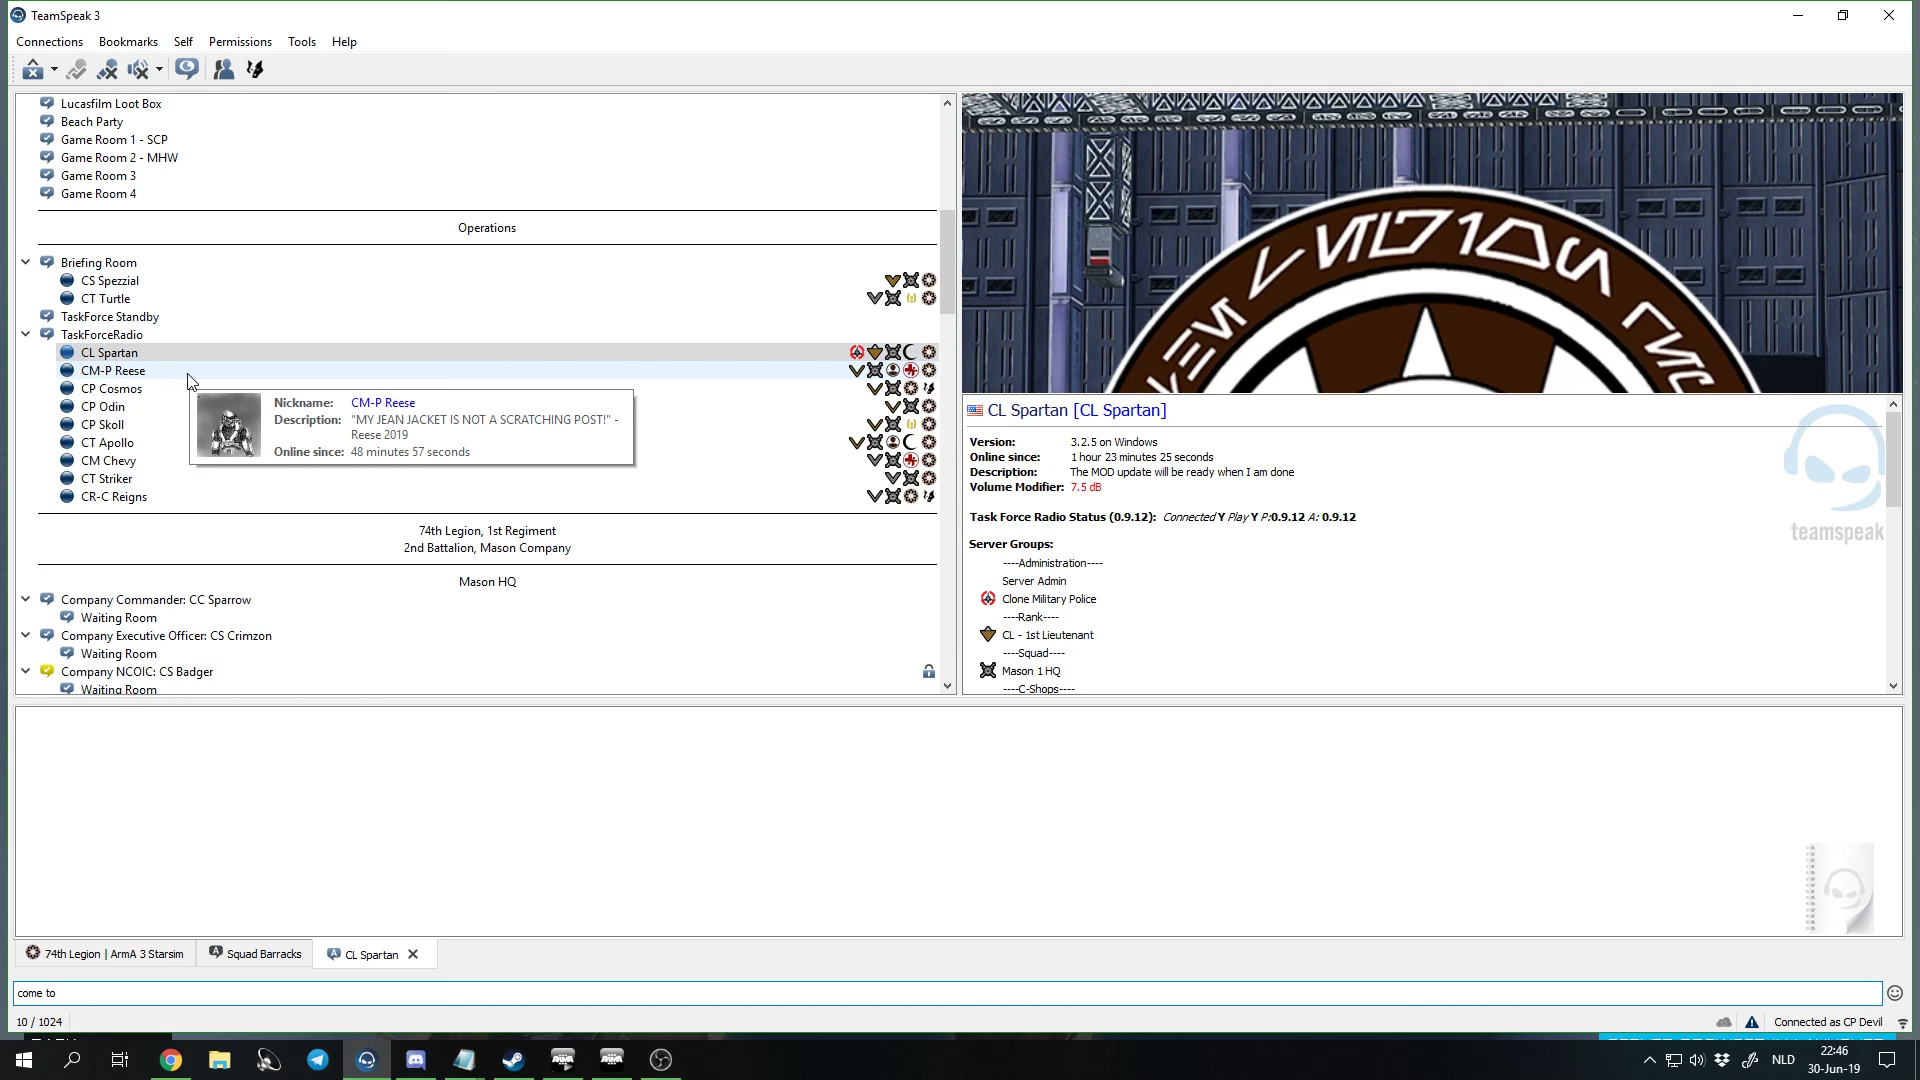 TeamSpeak 3
Connections Bookmarks Self Permissions Tools Help
Lucasfilm Loot Box
Beach Party
Game Room 1 - SCP
Game Room 2 - MHW
Game Room 3
Game Room 4
Operations
Briefing Room
CS Spezzial
CT Turtle
TaskForce Standby
TaskForceRadio
CL Spartan
CM-P Reese
CP Cosmos
CP Odin
CP Skoll
CT Apollo
CM Chevy
CT Striker
CR-C Reigns
Nickname: CM-P Reese
Description: "MY JEAN JACKET IS NOT A SCRATCHING POST!" -
Reese 2019
Online since: 48 minutes 57 seconds
74th Legion, 1st Regiment
2nd Battalion, Mason Company
Mason HQ
Company Commander: CC Sparrow
Waiting Room
Company Executive Officer: CS Crimzon
Waiting Room
Company NCOIC: CS Badger
Waiting Room
CL Spartan [CL Spartan]
Version: 3.2.5 on Windows
Online since: 1 hour 23 minutes 25 seconds
Description: The MOD update will be ready when I am done
Volume Modifier: 7.5 dB
Task Force Radio Status (0.9.12): Connected Y Play Y P:0.9.12 A: 0.9.12
Server Groups:
----Administration----
Server Admin
Clone Military Police
----Rank----
CL - 1st Lieutenant
----Squad----
Mason 1 HQ
----C-Shops----
teamspeak
74th Legion | ArmA 3 Starsim
Squad Barracks
CL Spartan
come to
10 / 1024
Connected as CP Devil
NLD
22:46
30-Jun-19